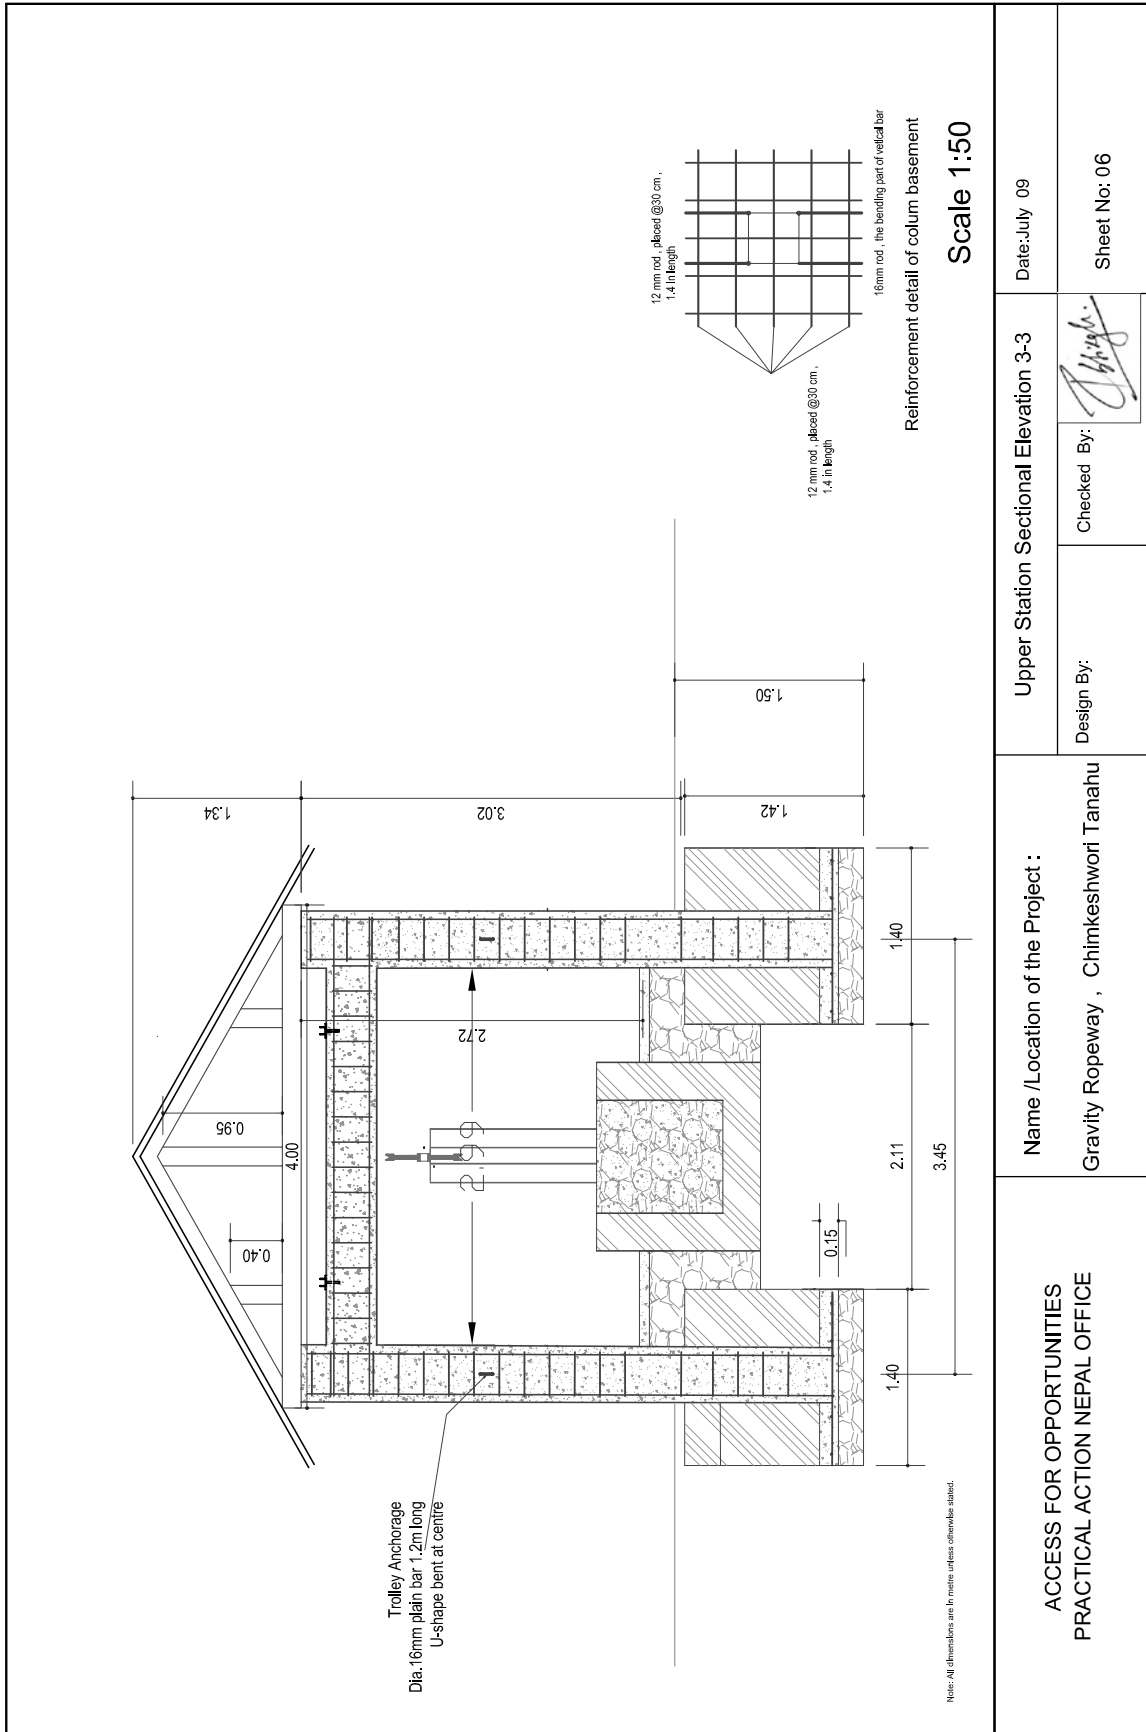 1.34
0.95
0.40
4.00
3.02
2.72
2.99
1.50
1.42
1.40
2.11
3.45
0.15
1.40
Trolley Anchorage
Dia.16mm plain bar 1.2m long
U-shape bent at centre
12 mm rod , placed @30 cm ,
1.4 in length
12 mm rod , placed @30 cm ,
1.4 in length
16mm rod , the bending part of vetical bar
Reinforcement detail of colum basement
Scale 1:50
Note: All dimensions are in metre unless otherwise stated.
ACCESS FOR OPPORTUNITIES
PRACTICAL ACTION NEPAL OFFICE
Name /Location of the Project :
Gravity Ropeway , Chimkeshwori Tanahu
Upper Station Sectional Elevation 3-3
Design By:
Checked By:
Date:July 09
Sheet No: 06